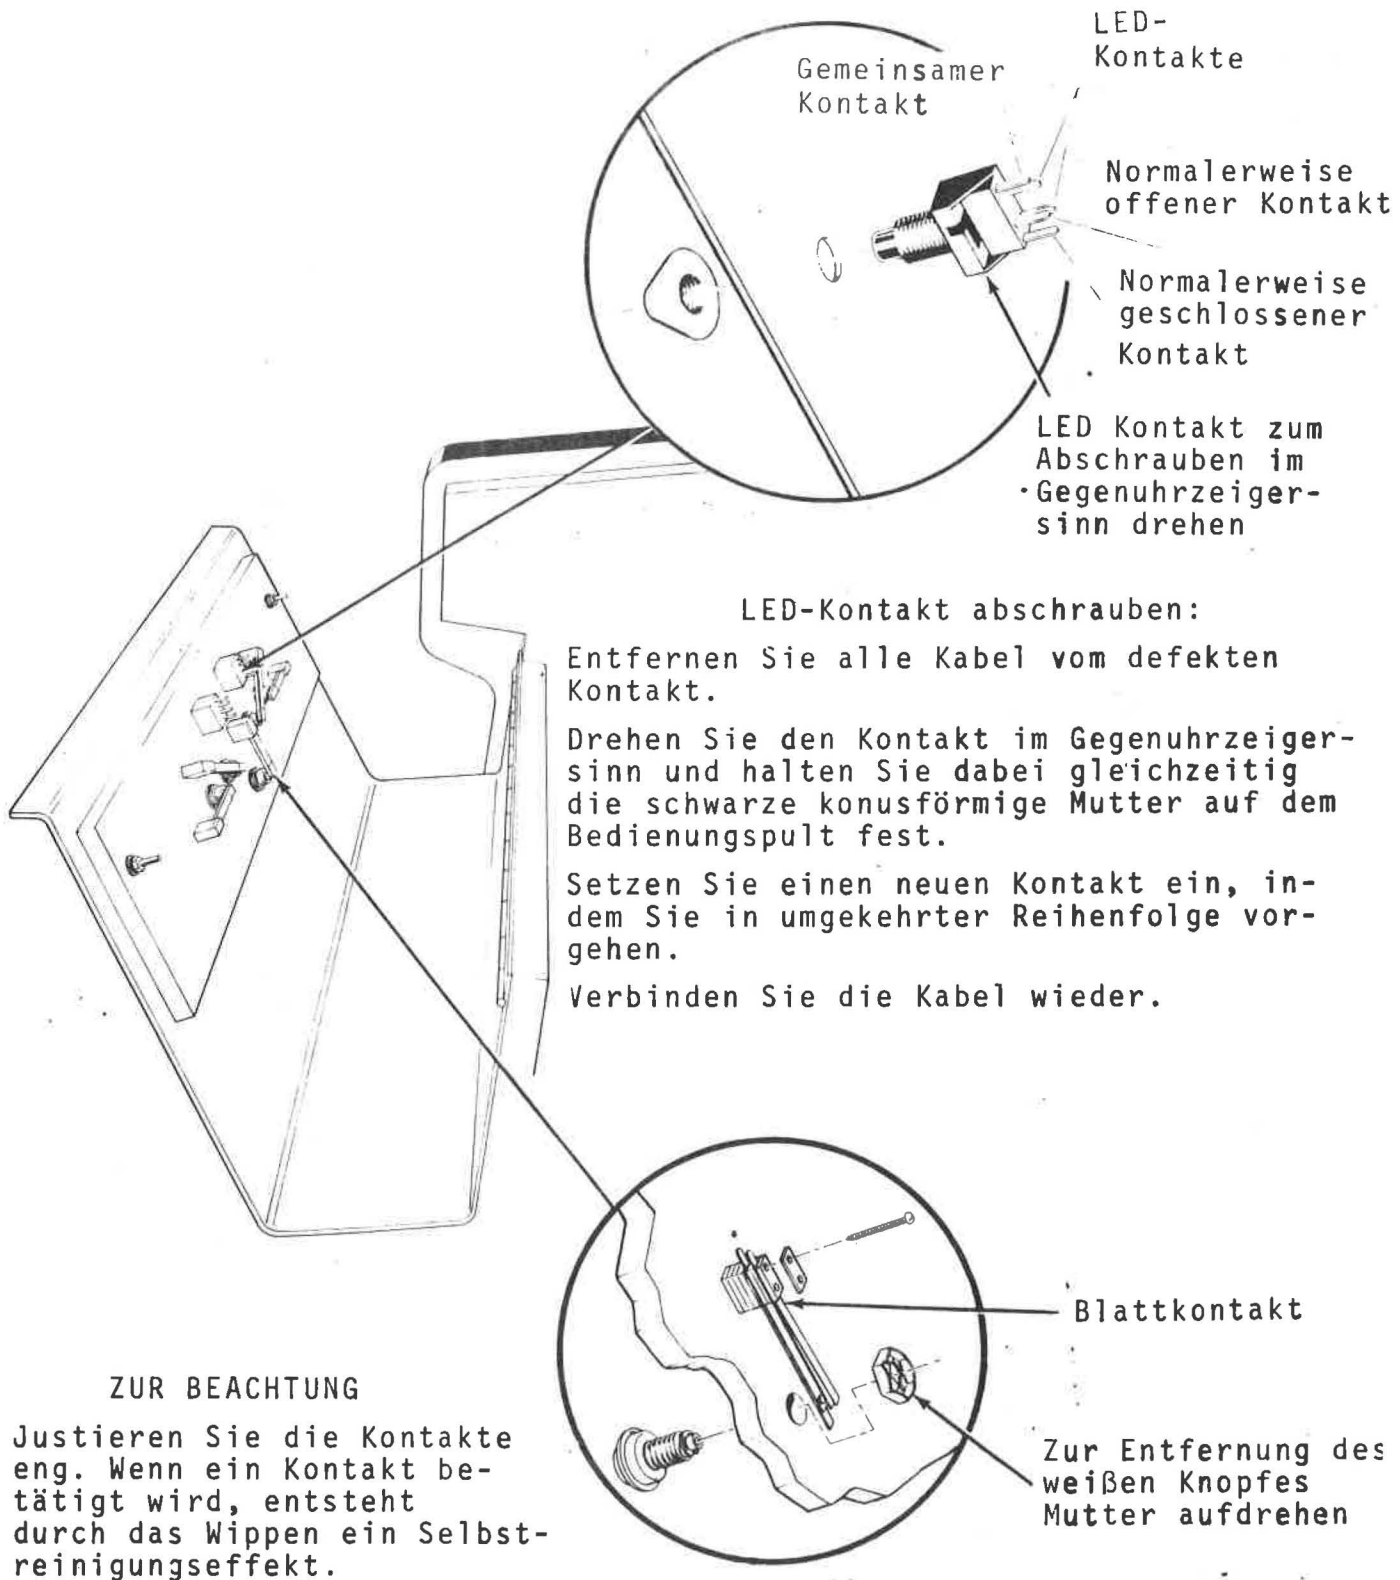 LED-
Kontakte
Gemeinsamer
Kontakt
Normalerweise
offener Kontakt
Normalerweise
geschlossener
Kontakt
LED Kontakt zum
Abschrauben im
Gegenuhrzeiger-
sinn drehen
LED-Kontakt abschrauben:
Entfernen Sie alle Kabel vom defekten
Kontakt.
Drehen Sie den Kontakt im Gegenuhrzeiger-
sinn und halten Sie dabei gleichzeitig
die schwarze konusförmige Mutter auf dem
Bedienungspult fest.
Setzen Sie einen neuen Kontakt ein, in-
dem Sie in umgekehrter Reihenfolge vor-
gehen.
Verbinden Sie die Kabel wieder.
Blattkontakt
Zur Entfernung des
weißen Knopfes
Mutter aufdrehen
ZUR BEACHTUNG
Justieren Sie die Kontakte
eng. Wenn ein Kontakt be-
tätigt wird, entsteht
durch das Wippen ein Selbst-
reinigungseffekt.